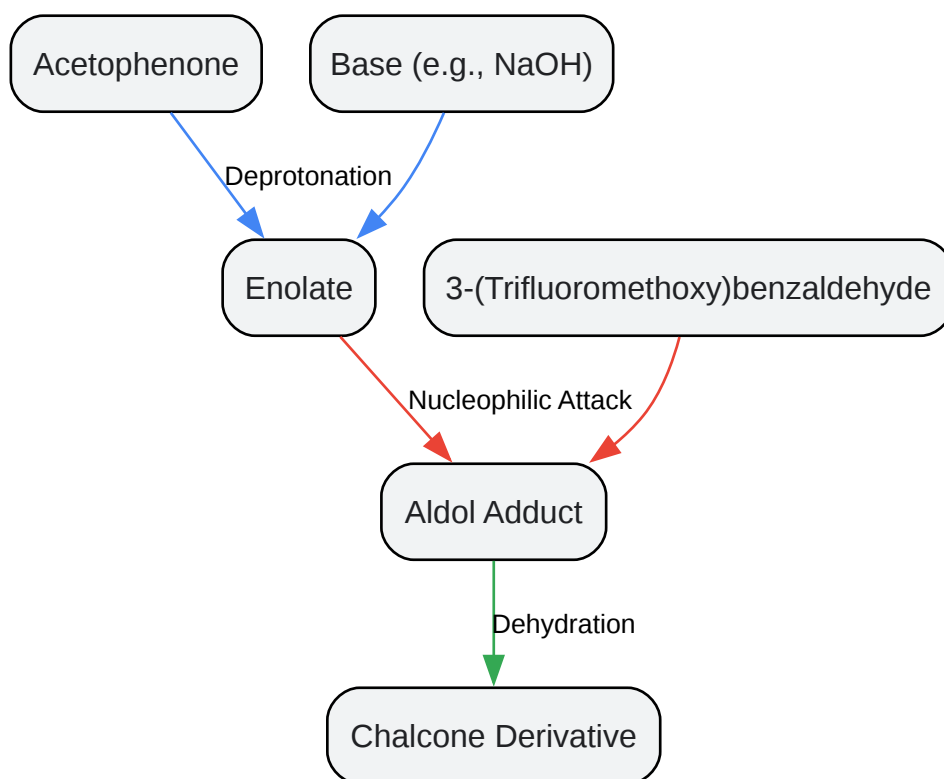 Acetophenone
Base (e.g., NaOH)
Deprotonation
Enolate
3-(Trifluoromethoxy)benzaldehyde
Nucleophilic Attack
Aldol Adduct
Dehydration
Chalcone Derivative